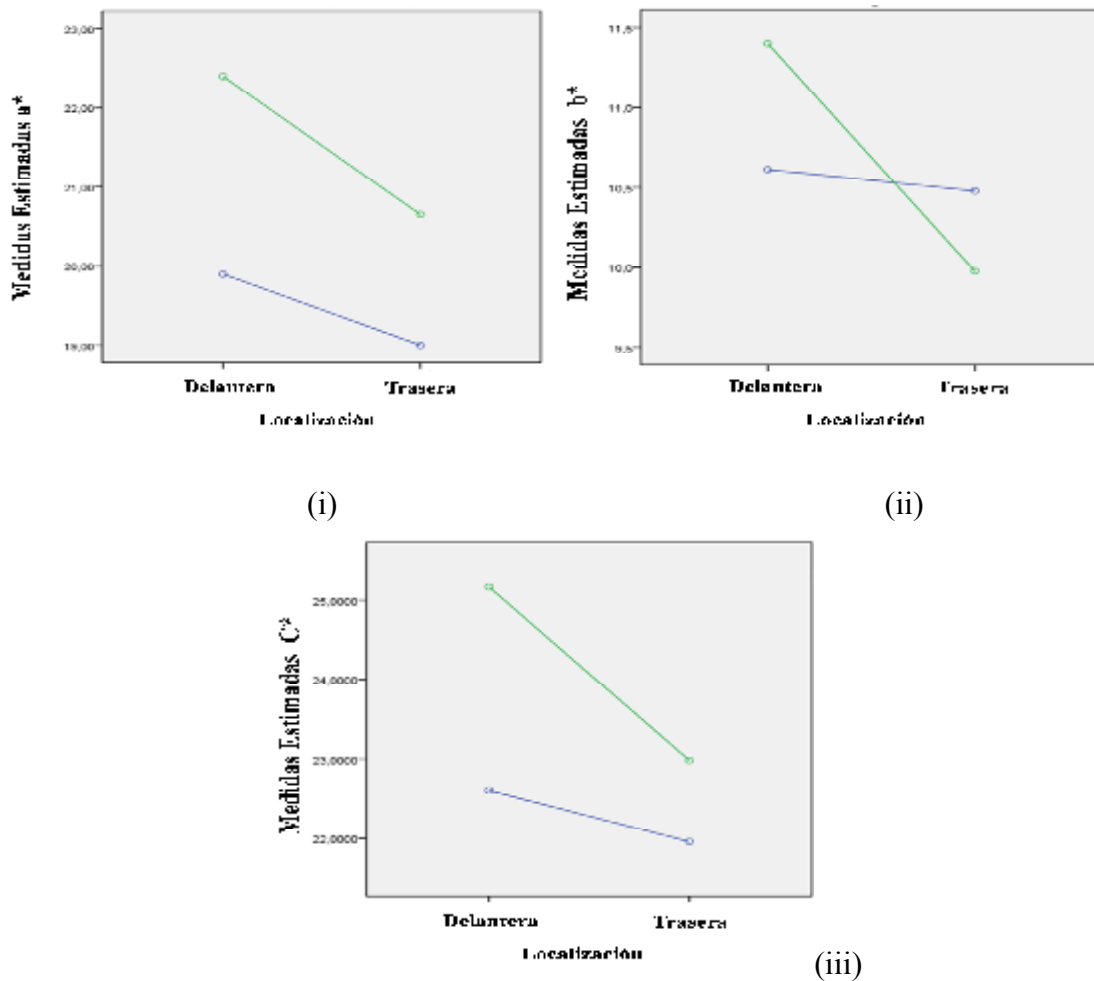 23,00
22,00
21,00
20,00
19,00
Medidas Estimadas a*
Delantera Trasera
Localización
(i)
11,5
11,0
10,5
10,0
9,5
Medidas Estimadas b*
Delantera Trasera
Localización
(ii)
25,0000
24,0000
23,0000
22,0000
Medidas Estimadas C*
Delantera Trasera
Localización
(iii)